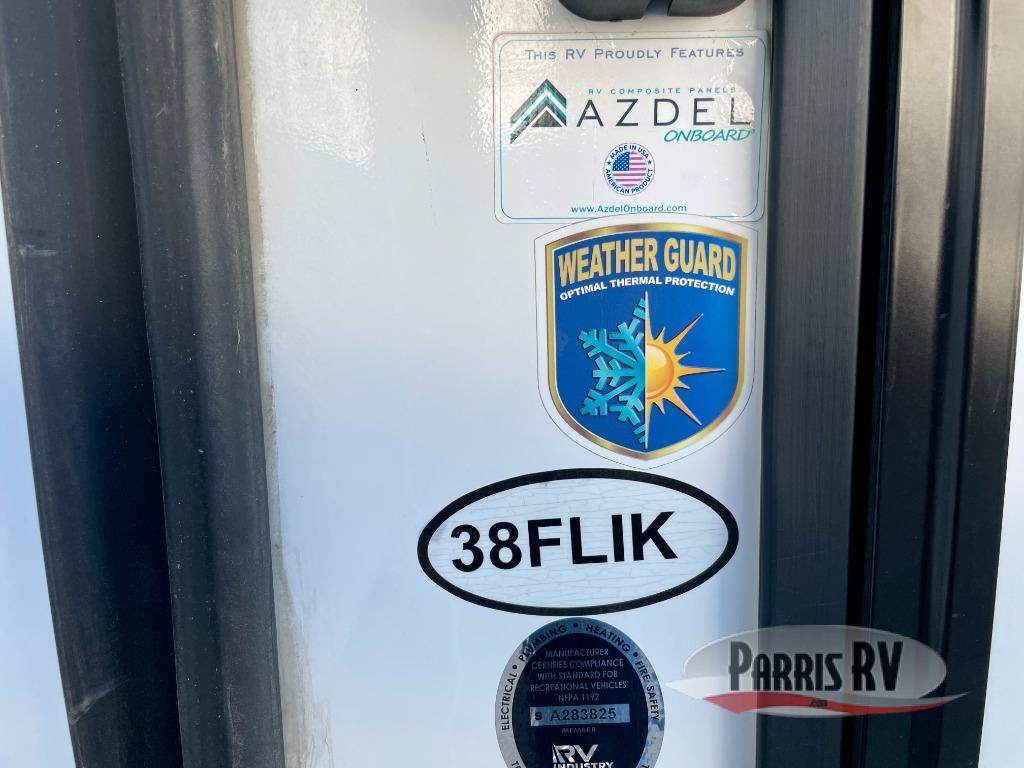 This RV Proudly Features
RV COMPOSITE PANELS
AZDEL
ONBOARD®
MADE IN USA
AMERICAN PRODUCT
www.AzdelOnboard.com
WEATHER GUARD
OPTIMAL THERMAL PROTECTION
38FLIK
ELECTRICAL • PLUMBING • HEATING • FIRE SAFETY
MANUFACTURER
CERTIFIES COMPLIANCE
WITH STANDARD FOR
RECREATIONAL VEHICLES
NFPA 1192
S A283825
MEMBER
RV
INDUSTRY
PARRIS RV
.com